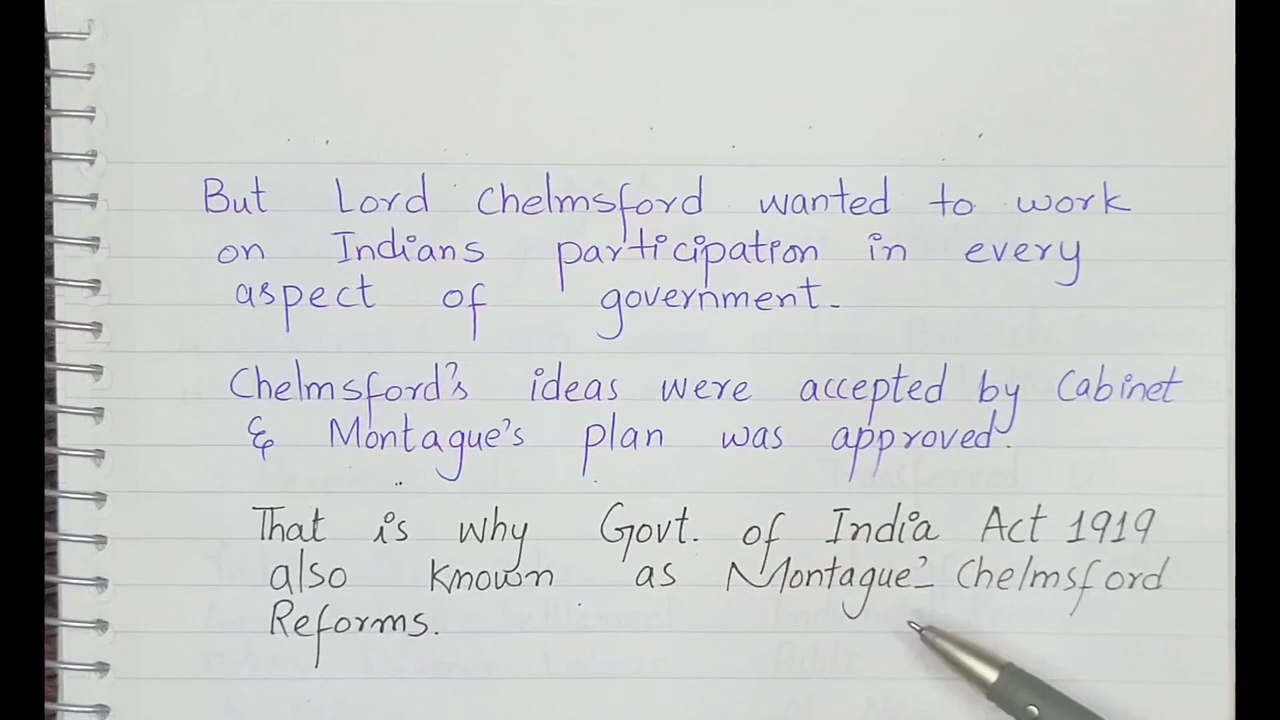 But Lord Chelmsford wanted to work
on Indians participation in every
aspect of government.
Chelmsford's ideas were accepted by Cabinet
& Montague's plan was approved.
That is why Govt. of India Act 1919
also known as Montague - Chelmsford
Reforms.